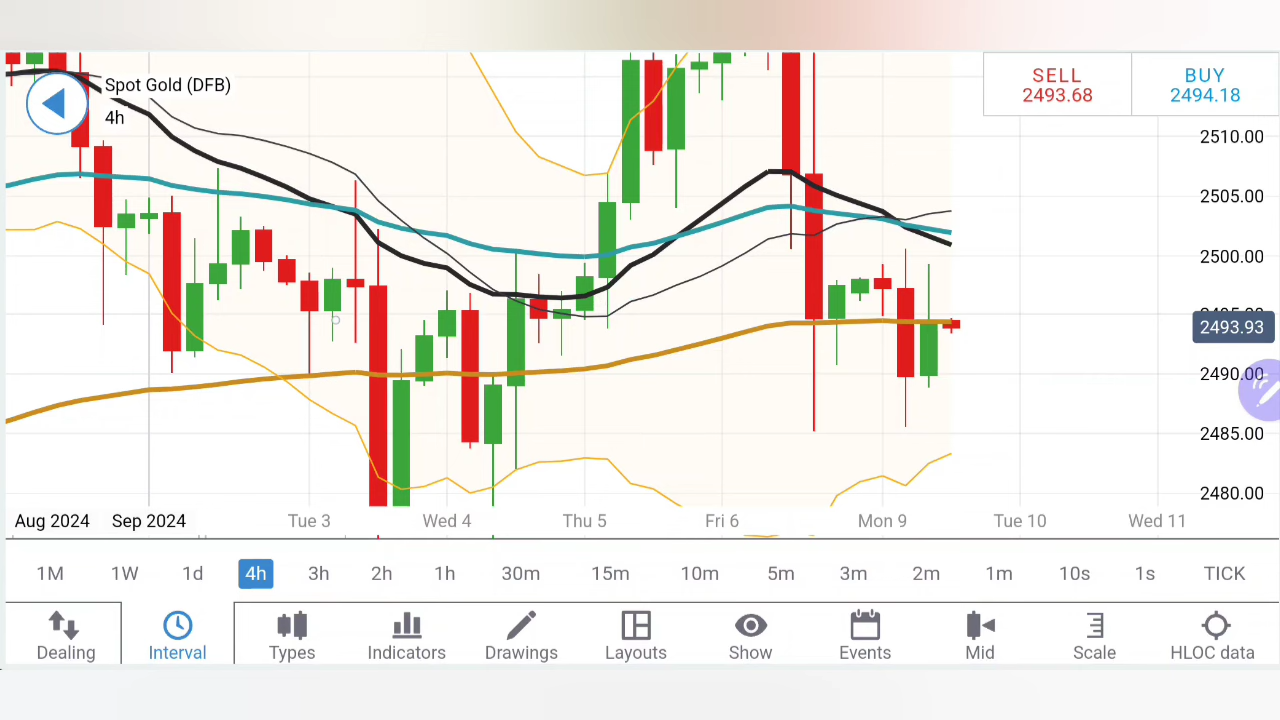 Spot Gold (DFB)
4h
SELL BUY
2493.68 2494.18
2510.00
2505.00
2500.00
2493.93
2490.00
2485.00
2480.00
Aug 2024 Sep 2024 Tue 3 Wed 4 Thu 5 Fri 6 Mon 9 Tue 10 Wed 11
1M 1W 1d 4h 3h 2h 1h 30m 15m 10m 5m 3m 2m 1m 10s 1s TICK
Dealing Interval Types Indicators Drawings Layouts Show Events Mid Scale HLOC data